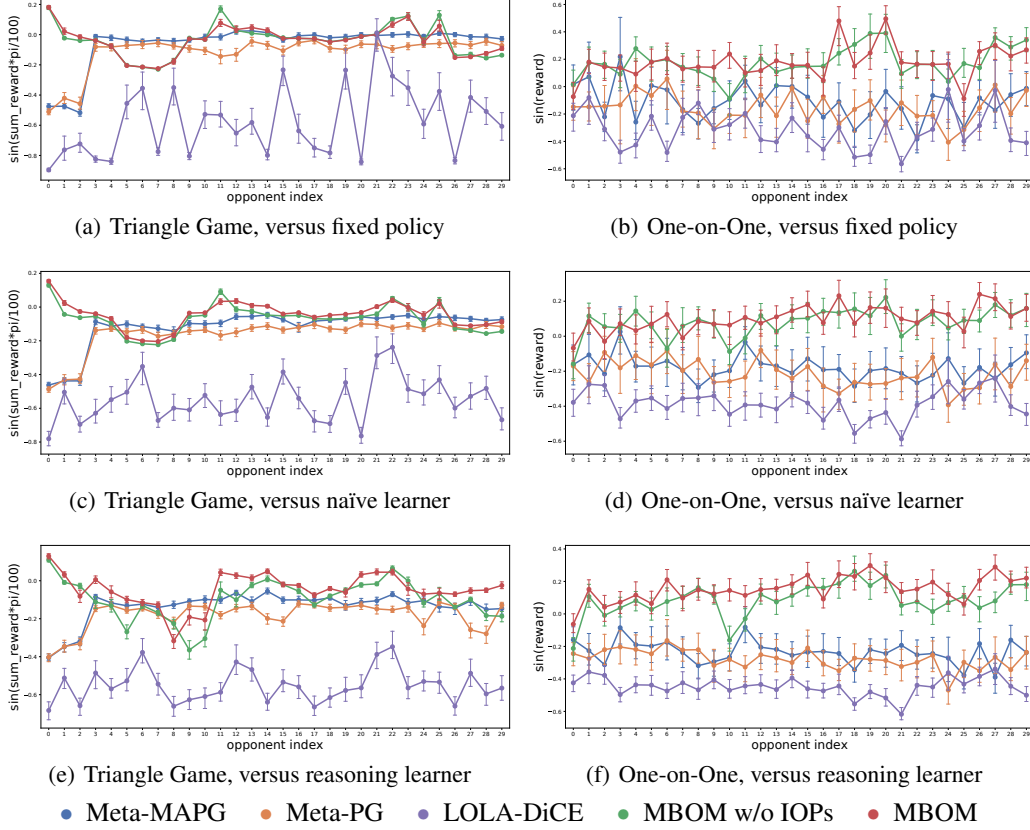 sin(sum_reward*pi/100)
0.0
−0.2
−0.4
−0.6
−0.8
0 1 2 3 4 5 6 7 8 9 10 11 12 13 14 15 16 17 18 19 20 21 22 23 24 25 26 27 28 29
opponent index
(a) Triangle Game, versus fixed policy
sin(reward)
0.6
0.4
0.2
0.0
−0.2
−0.4
−0.6
0 1 2 3 4 5 6 7 8 9 10 11 12 13 14 15 16 17 18 19 20 21 22 23 24 25 26 27 28 29
opponent index
(b) One-on-One, versus fixed policy
sin(sum_reward*pi/100)
0.2
0.0
−0.2
−0.4
−0.6
−0.8
0 1 2 3 4 5 6 7 8 9 10 11 12 13 14 15 16 17 18 19 20 21 22 23 24 25 26 27 28 29
opponent index
(c) Triangle Game, versus naïve learner
sin(reward)
0.4
0.2
0.0
−0.2
−0.4
−0.6
0 1 2 3 4 5 6 7 8 9 10 11 12 13 14 15 16 17 18 19 20 21 22 23 24 25 26 27 28 29
opponent index
(d) One-on-One, versus naïve learner
sin(sum_reward*pi/100)
0.0
−0.2
−0.4
−0.6
0 1 2 3 4 5 6 7 8 9 10 11 12 13 14 15 16 17 18 19 20 21 22 23 24 25 26 27 28 29
opponent index
(e) Triangle Game, versus reasoning learner
sin(reward)
0.4
0.2
0.0
−0.2
−0.4
−0.6
0 1 2 3 4 5 6 7 8 9 10 11 12 13 14 15 16 17 18 19 20 21 22 23 24 25 26 27 28 29
opponent index
(f) One-on-One, versus reasoning learner
Meta-MAPG Meta-PG LOLA-DiCE MBOM w/o IOPs MBOM